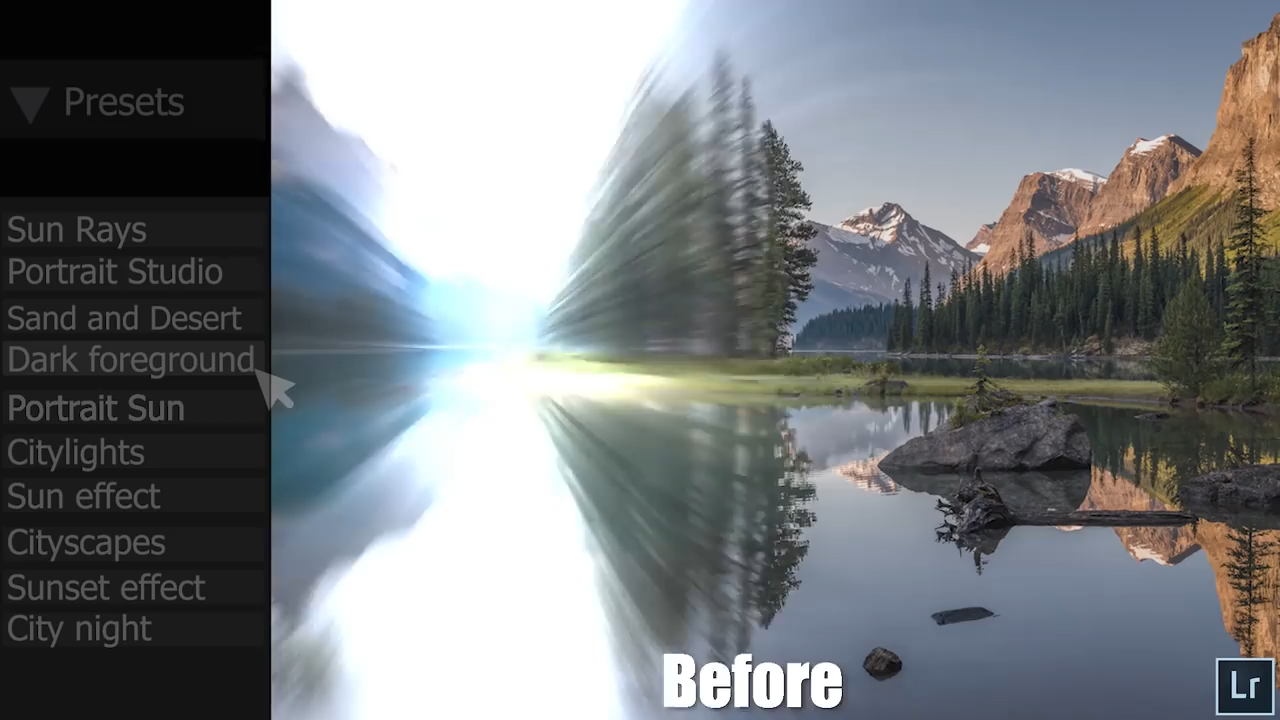 Presets
Sun Rays
Portrait Studio
Sand and Desert
Dark foreground
Portrait Sun
Citylights
Sun effect
Cityscapes
Sunset effect
City night
Before
Lr